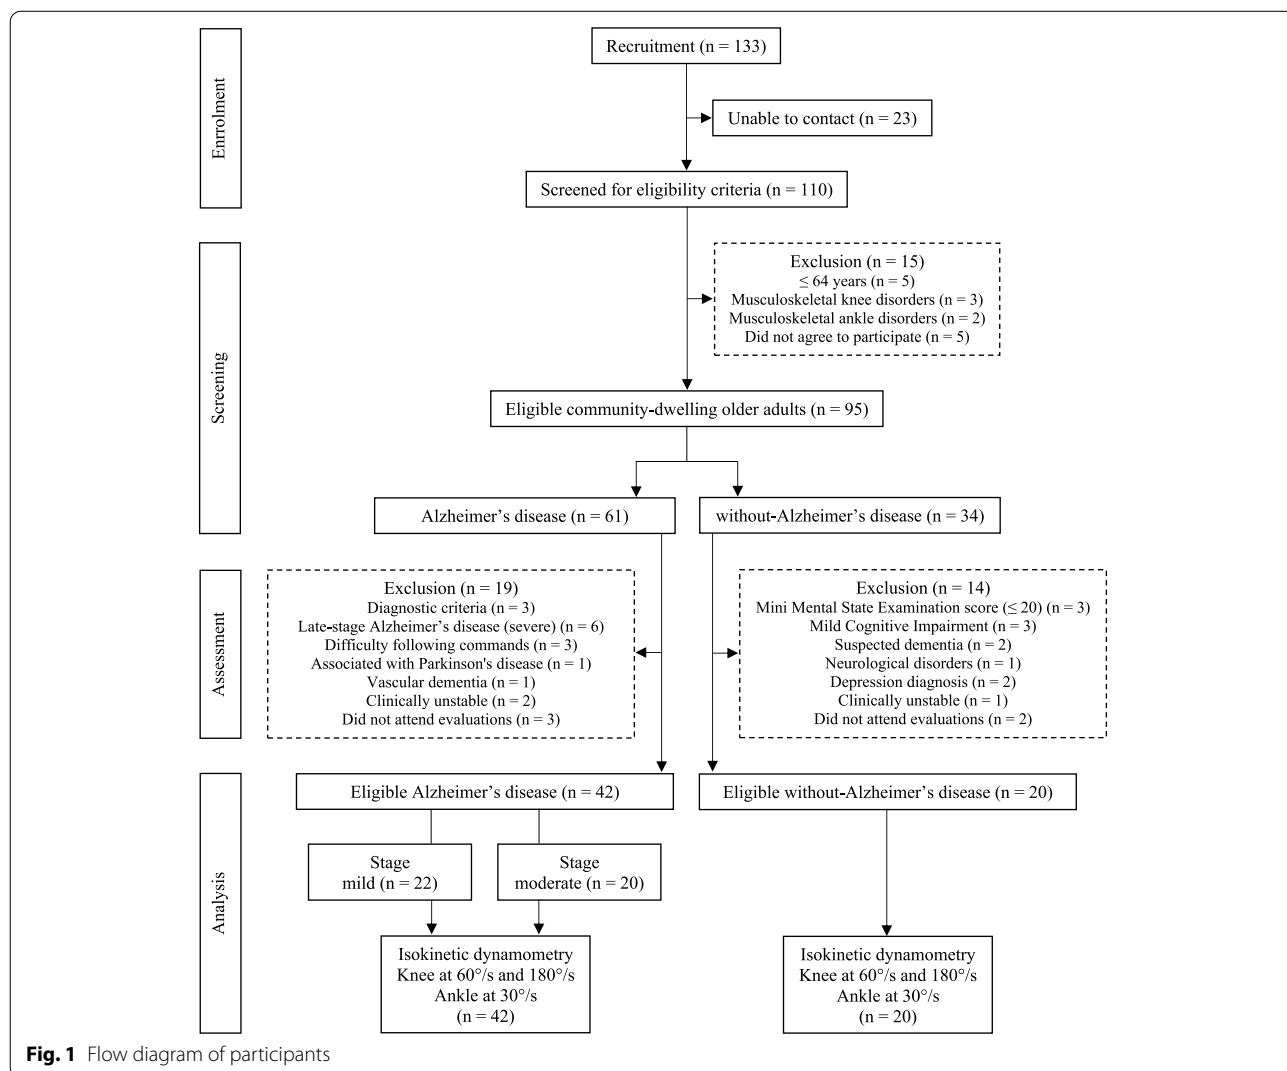 Enrrolment
Recruitment (n = 133)
Unable to contact (n = 23)
Screened for eligibility criteria (n = 110)
Screening
Exclusion (n = 15)
≤ 64 years (n = 5)
Musculoskeletal knee disorders (n = 3)
Musculoskeletal ankle disorders (n = 2)
Did not agree to participate (n = 5)
Eligible community-dwelling older adults (n = 95)
Alzheimer’s disease (n = 61)
without-Alzheimer’s disease (n = 34)
Assessment
Exclusion (n = 19)
Diagnostic criteria (n = 3)
Late-stage Alzheimer’s disease (severe) (n = 6)
Difficulty following commands (n = 3)
Associated with Parkinson's disease (n = 1)
Vascular dementia (n = 1)
Clinically unstable (n = 2)
Did not attend evaluations (n = 3)
Exclusion (n = 14)
Mini Mental State Examination score (≤ 20) (n = 3)
Mild Cognitive Impairment (n = 3)
Suspected dementia (n = 2)
Neurological disorders (n = 1)
Depression diagnosis (n = 2)
Clinically unstable (n = 1)
Did not attend evaluations (n = 2)
Analysis
Eligible Alzheimer’s disease (n = 42)
Eligible without-Alzheimer’s disease (n = 20)
Stage
mild (n = 22)
Stage
moderate (n = 20)
Isokinetic dynamometry
Knee at 60°/s and 180°/s
Ankle at 30°/s
(n = 42)
Isokinetic dynamometry
Knee at 60°/s and 180°/s
Ankle at 30°/s
(n = 20)
Fig. 1 Flow diagram of participants